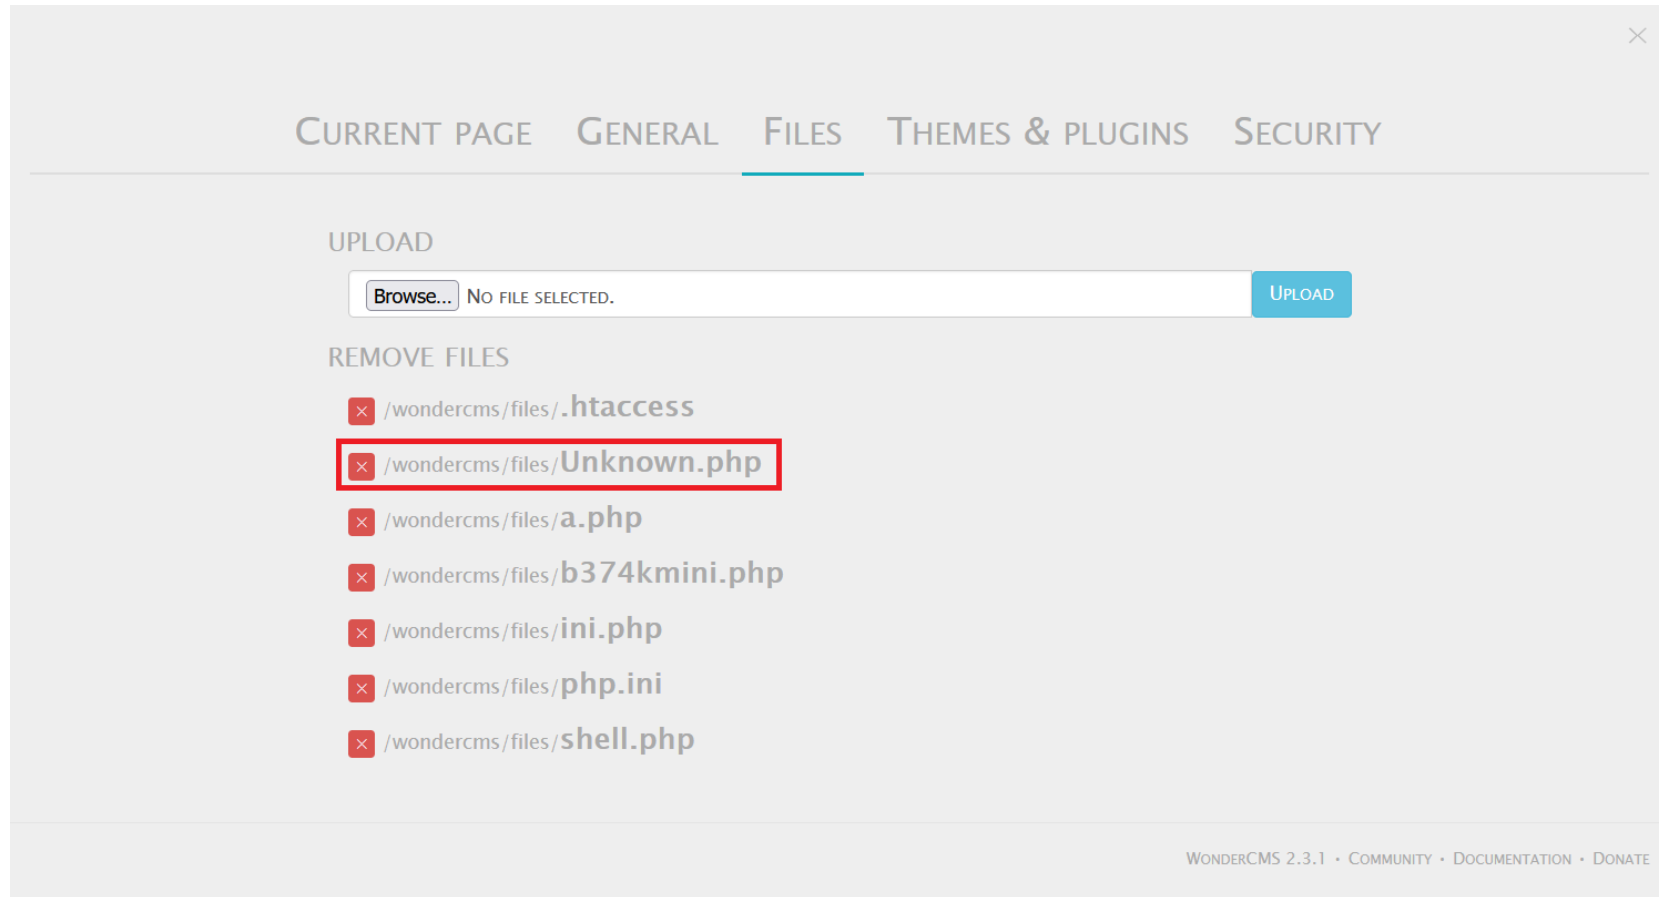 ×
Current page General Files Themes & plugins Security
UPLOAD
Browse... No file selected. Upload
REMOVE FILES
× /wondercms/files/.htaccess
× /wondercms/files/Unknown.php
× /wondercms/files/a.php
× /wondercms/files/b374kmini.php
× /wondercms/files/ini.php
× /wondercms/files/php.ini
× /wondercms/files/shell.php
WonderCMS 2.3.1 • Community • Documentation • Donate